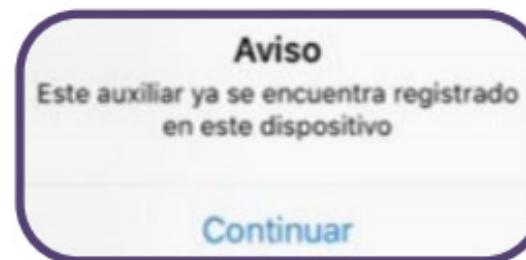 Aviso
Este auxiliar ya se encuentra registrado
en este dispositivo
Continuar